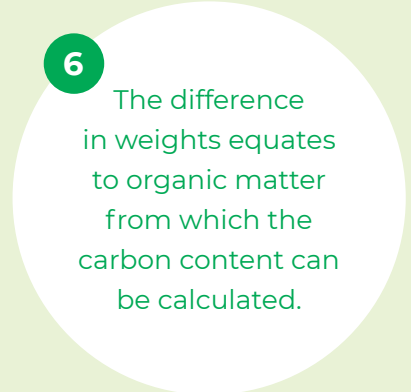 6
The difference
in weights equates
to organic matter
from which the
carbon content can
be calculated.